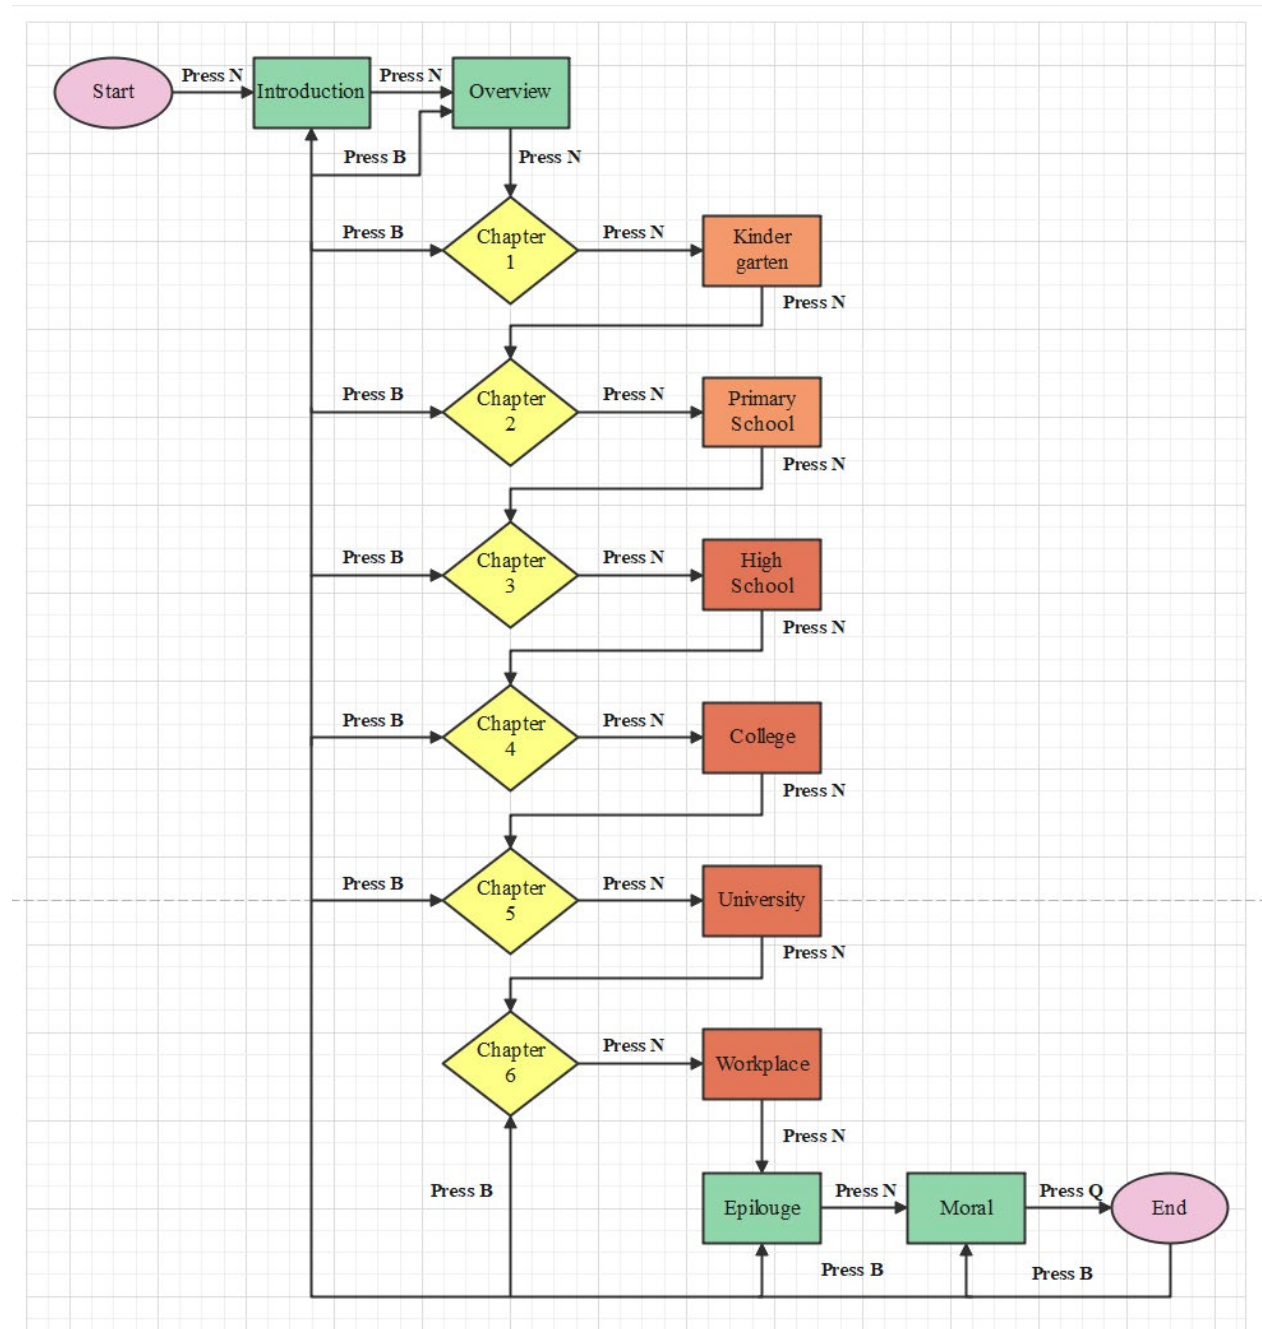 Start
Press N
Introduction
Press N
Overview
Press B
Press N
Press B
Chapter
1
Press N
Kinder
garten
Press N
Press B
Chapter
2
Press N
Primary
School
Press N
Press B
Chapter
3
Press N
High
School
Press N
Press B
Chapter
4
Press N
College
Press N
Press B
Chapter
5
Press N
University
Press N
Chapter
6
Press N
Workplace
Press N
Press B
Epilouge
Press N
Moral
Press Q
End
Press B
Press B